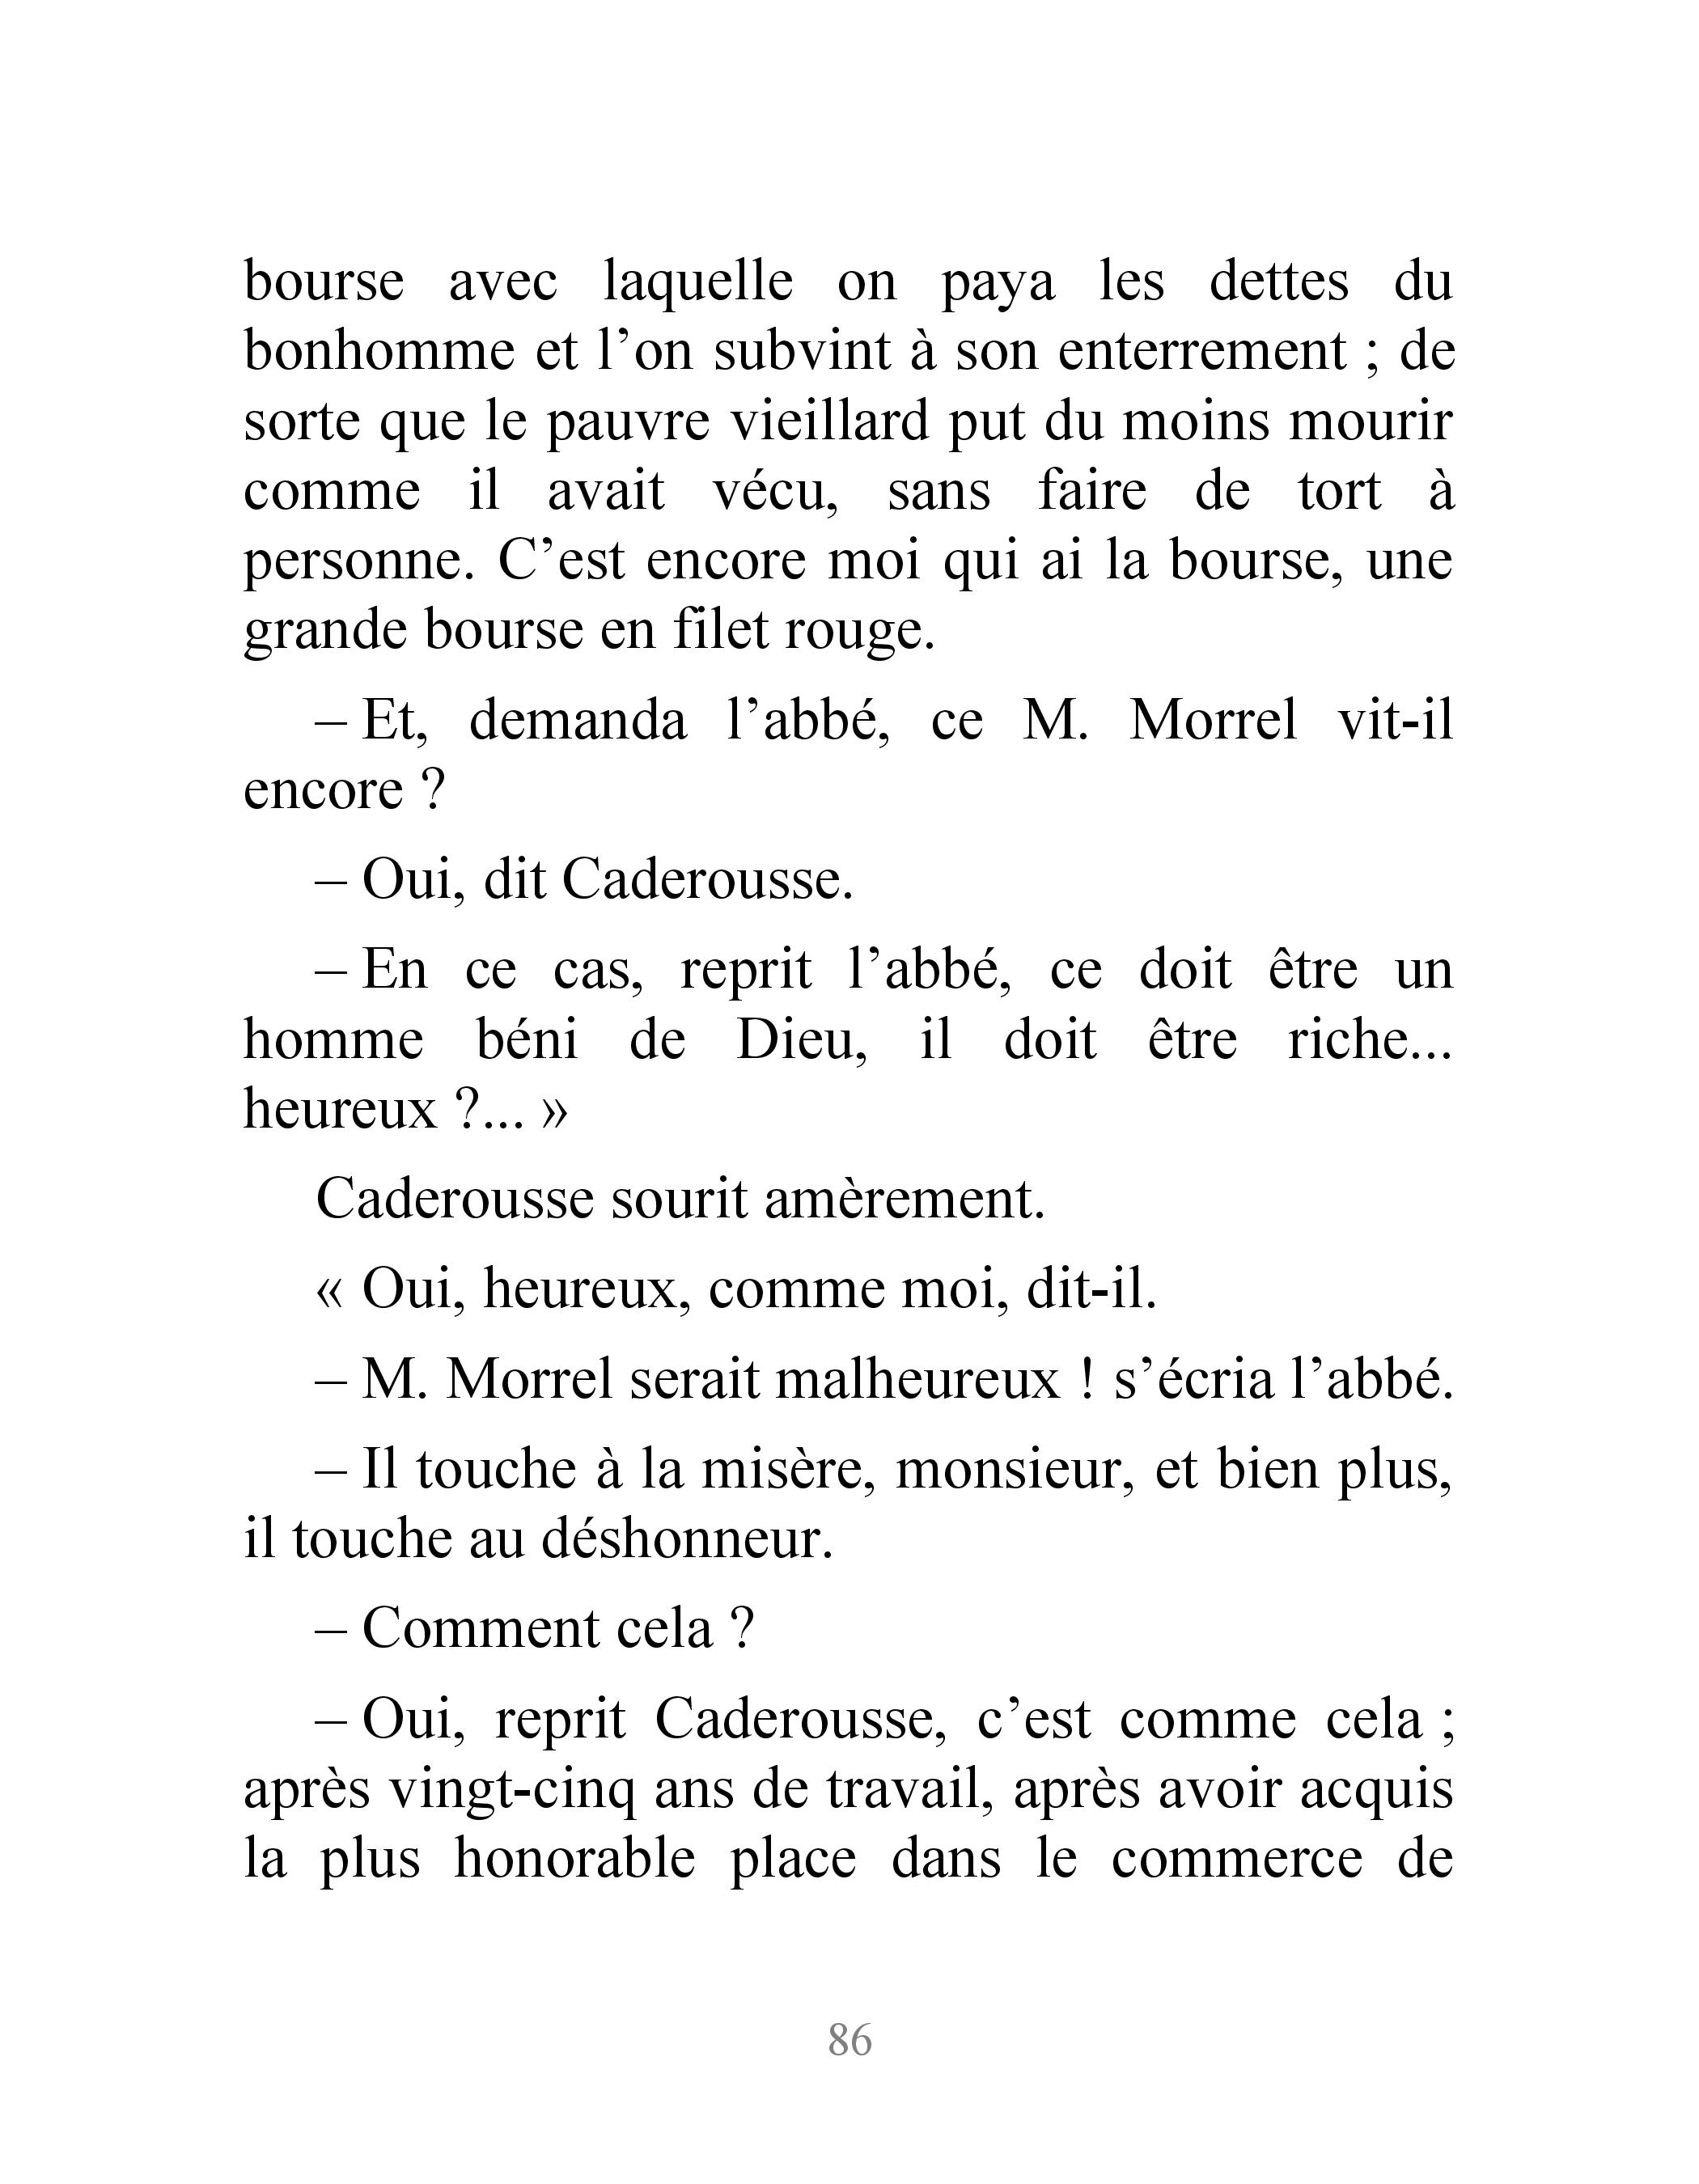 bourse avec laquelle on paya les dettes du
bonhomme et l’on subvint à son enterrement ; de
sorte que le pauvre vieillard put du moins mourir
comme il avait vécu, sans faire de tort à
personne. C’est encore moi qui ai la bourse, une
grande bourse en filet rouge.
– Et, demanda l’abbé, ce M. Morrel vit-il
encore ?
– Oui, dit Caderousse.
– En ce cas, reprit l’abbé, ce doit être un
homme béni de Dieu, il doit être riche...
heureux ?... »
Caderousse sourit amèrement.
« Oui, heureux, comme moi, dit-il.
– M. Morrel serait malheureux ! s’écria l’abbé.
– Il touche à la misère, monsieur, et bien plus,
il touche au déshonneur.
– Comment cela ?
– Oui, reprit Caderousse, c’est comme cela ;
après vingt-cinq ans de travail, après avoir acquis
la plus honorable place dans le commerce de
86